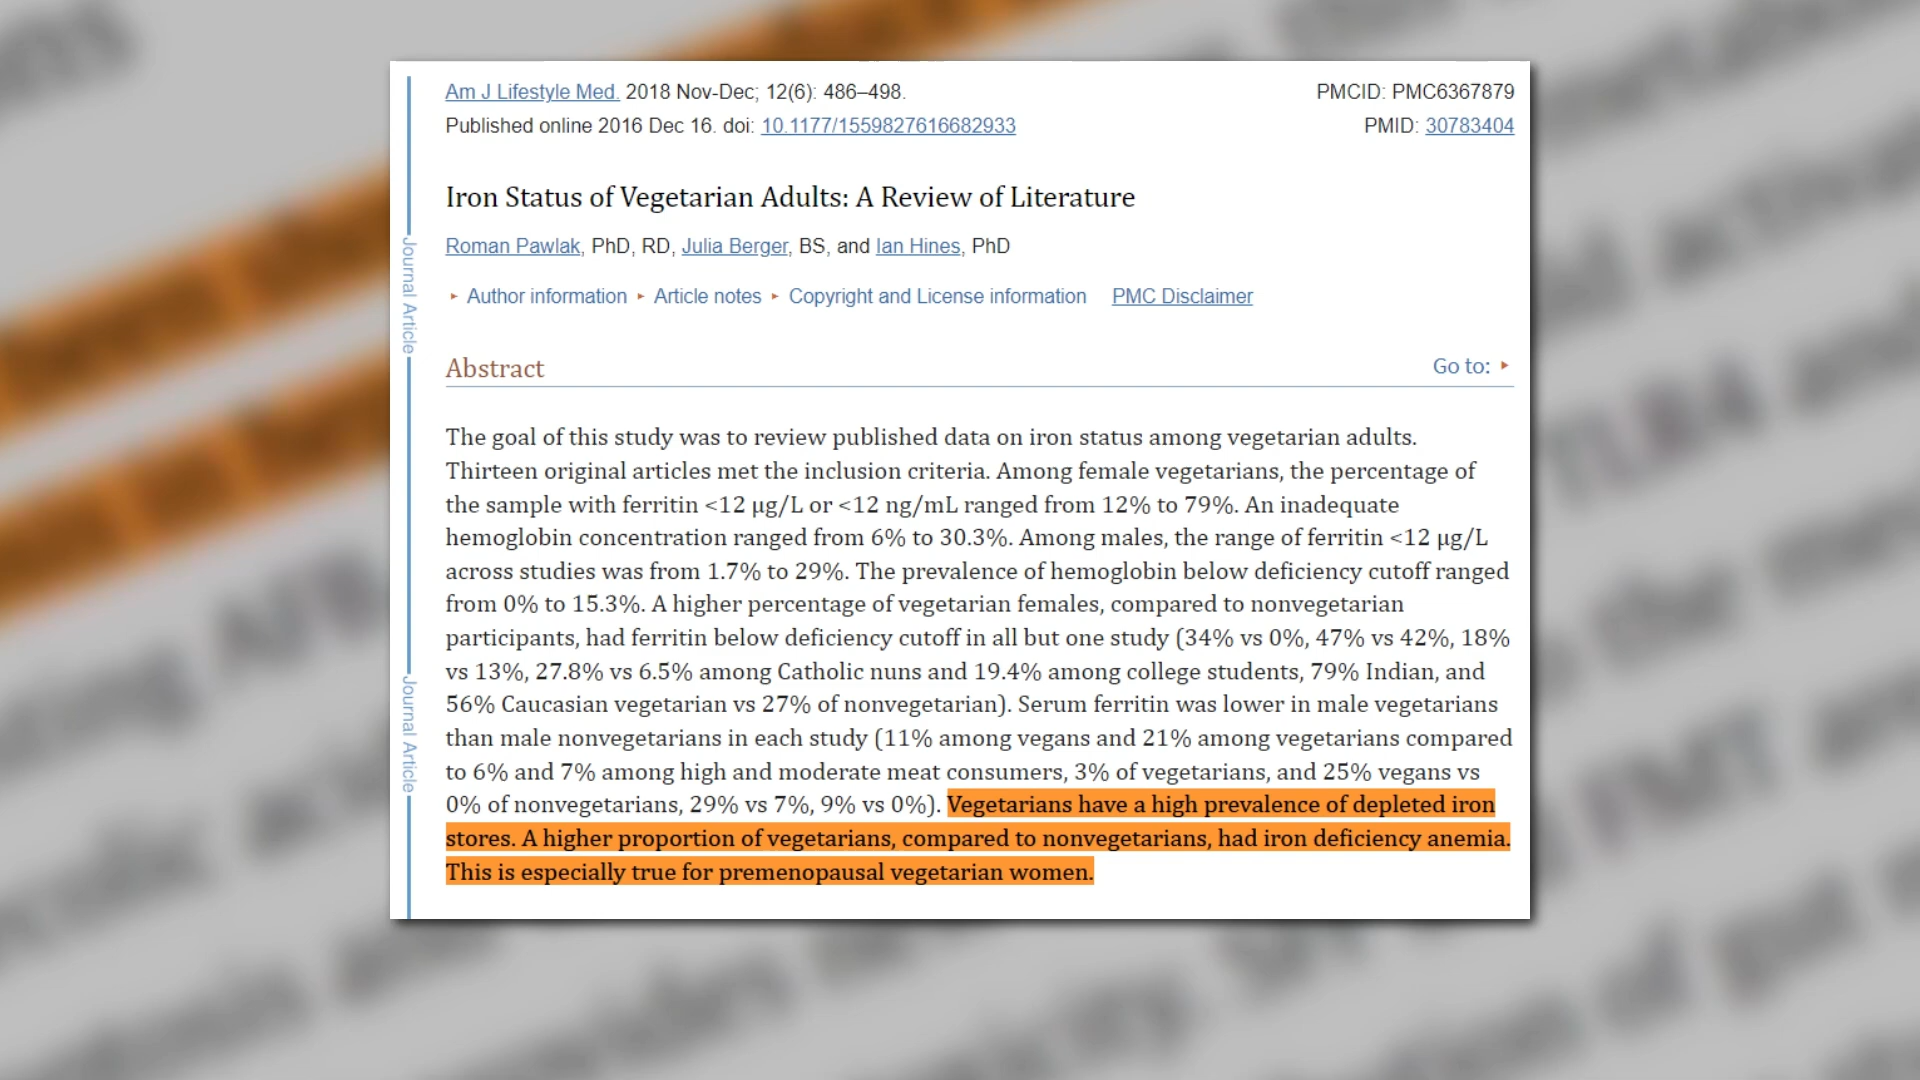 Am J Lifestyle Med. 2018 Nov-Dec; 12(6): 486–498.
PMCID: PMC6367879
Published online 2016 Dec 16. doi: 10.1177/1559827616682933
PMID: 30783404
Iron Status of Vegetarian Adults: A Review of Literature
Roman Pawlak, PhD, RD, Julia Berger, BS, and Ian Hines, PhD
▸ Author information ▸ Article notes ▸ Copyright and License information PMC Disclaimer
Journal Article
Abstract
Go to: ▸
The goal of this study was to review published data on iron status among vegetarian adults.
Thirteen original articles met the inclusion criteria. Among female vegetarians, the percentage of
the sample with ferritin <12 µg/L or <12 ng/mL ranged from 12% to 79%. An inadequate
hemoglobin concentration ranged from 6% to 30.3%. Among males, the range of ferritin <12 µg/L
across studies was from 1.7% to 29%. The prevalence of hemoglobin below deficiency cutoff ranged
from 0% to 15.3%. A higher percentage of vegetarian females, compared to nonvegetarian
participants, had ferritin below deficiency cutoff in all but one study (34% vs 0%, 47% vs 42%, 18%
vs 13%, 27.8% vs 6.5% among Catholic nuns and 19.4% among college students, 79% Indian, and
56% Caucasian vegetarian vs 27% of nonvegetarian). Serum ferritin was lower in male vegetarians
than male nonvegetarians in each study (11% among vegans and 21% among vegetarians compared
to 6% and 7% among high and moderate meat consumers, 3% of vegetarians, and 25% vegans vs
0% of nonvegetarians, 29% vs 7%, 9% vs 0%). Vegetarians have a high prevalence of depleted iron
stores. A higher proportion of vegetarians, compared to nonvegetarians, had iron deficiency anemia.
This is especially true for premenopausal vegetarian women.
Journal Article